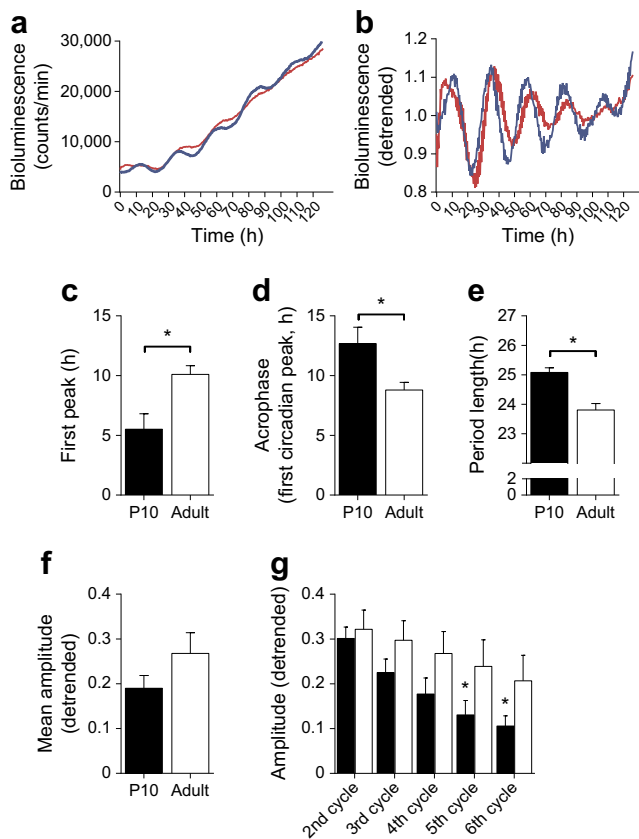 a
Bioluminescence
(counts/min)
30,000
20,000
10,000
0
0 10 20 30 40 50 60 70 80 90 100 110 120
Time (h)
b
Bioluminescence
(detrended)
1.2
1.1
1.0
0.9
0.8
0 10 20 30 40 50 60 70 80 90 100 110 120
Time (h)
c
First peak (h)
15
10
5
0
*
P10 Adult
d
Acrophase
(first circadian peak, h)
15
10
5
0
*
P10 Adult
e
Period length(h)
27
26
25
24
23
2
0
*
P10 Adult
f
Mean amplitude
(detrended)
0.4
0.3
0.2
0.1
0
P10 Adult
g
Amplitude (detrended)
0.4
0.3
0.2
0.1
0
* *
2nd cycle
3rd cycle
4th cycle
5th cycle
6th cycle